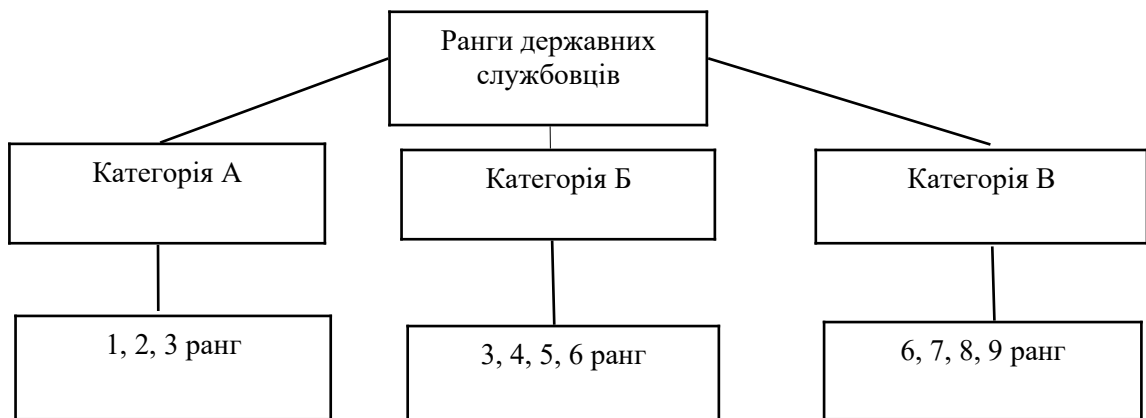 Ранги державних
службовців
Категорія А
Категорія Б
Категорія В
1, 2, 3 ранг
3, 4, 5, 6 ранг
6, 7, 8, 9 ранг